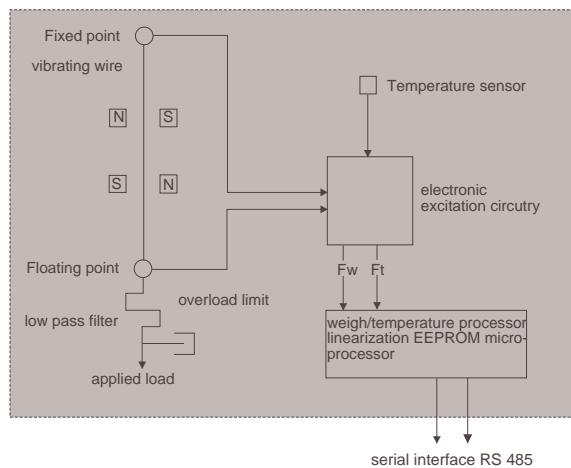 Fixed point
vibrating wire
Temperature sensor
N
S
S
N
electronic
excitation circutry
Floating point
Fw
Ft
overload limit
low pass filter
weigh/temperature processor
linearization EEPROM micro-
processor
applied load
serial interface RS 485